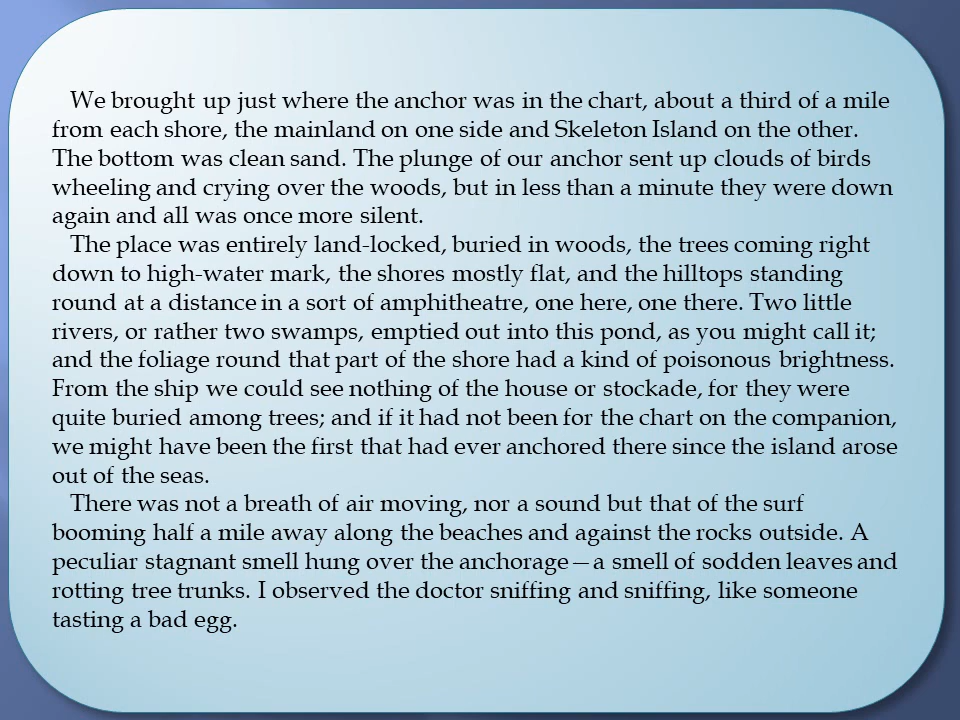 We brought up just where the anchor was in the chart, about a third of a mile
from each shore, the mainland on one side and Skeleton Island on the other.
The bottom was clean sand. The plunge of our anchor sent up clouds of birds
wheeling and crying over the woods, but in less than a minute they were down
again and all was once more silent.
The place was entirely land-locked, buried in woods, the trees coming right
down to high-water mark, the shores mostly flat, and the hilltops standing
round at a distance in a sort of amphitheatre, one here, one there. Two little
rivers, or rather two swamps, emptied out into this pond, as you might call it;
and the foliage round that part of the shore had a kind of poisonous brightness.
From the ship we could see nothing of the house or stockade, for they were
quite buried among trees; and if it had not been for the chart on the companion,
we might have been the first that had ever anchored there since the island arose
out of the seas.
There was not a breath of air moving, nor a sound but that of the surf
booming half a mile away along the beaches and against the rocks outside. A
peculiar stagnant smell hung over the anchorage—a smell of sodden leaves and
rotting tree trunks. I observed the doctor sniffing and sniffing, like someone
tasting a bad egg.